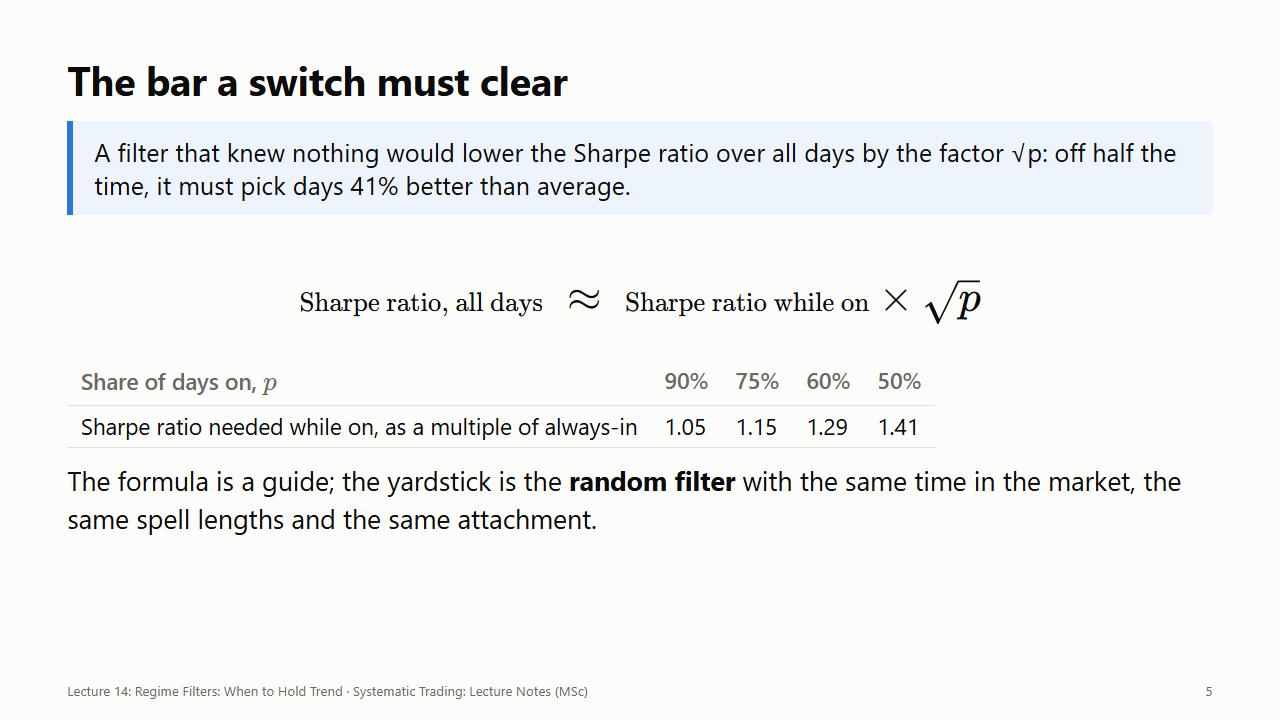 The bar a switch must clear
A filter that knew nothing would lower the Sharpe ratio over all days by the factor √p: off half the
time, it must pick days 41% better than average.
Sharpe ratio, all days ≈ Sharpe ratio while on × √p
Share of days on, p 90% 75% 60% 50%
Sharpe ratio needed while on, as a multiple of always-in 1.05 1.15 1.29 1.41
The formula is a guide; the yardstick is the random filter with the same time in the market, the
same spell lengths and the same attachment.
Lecture 14: Regime Filters: When to Hold Trend · Systematic Trading: Lecture Notes (MSc) 5